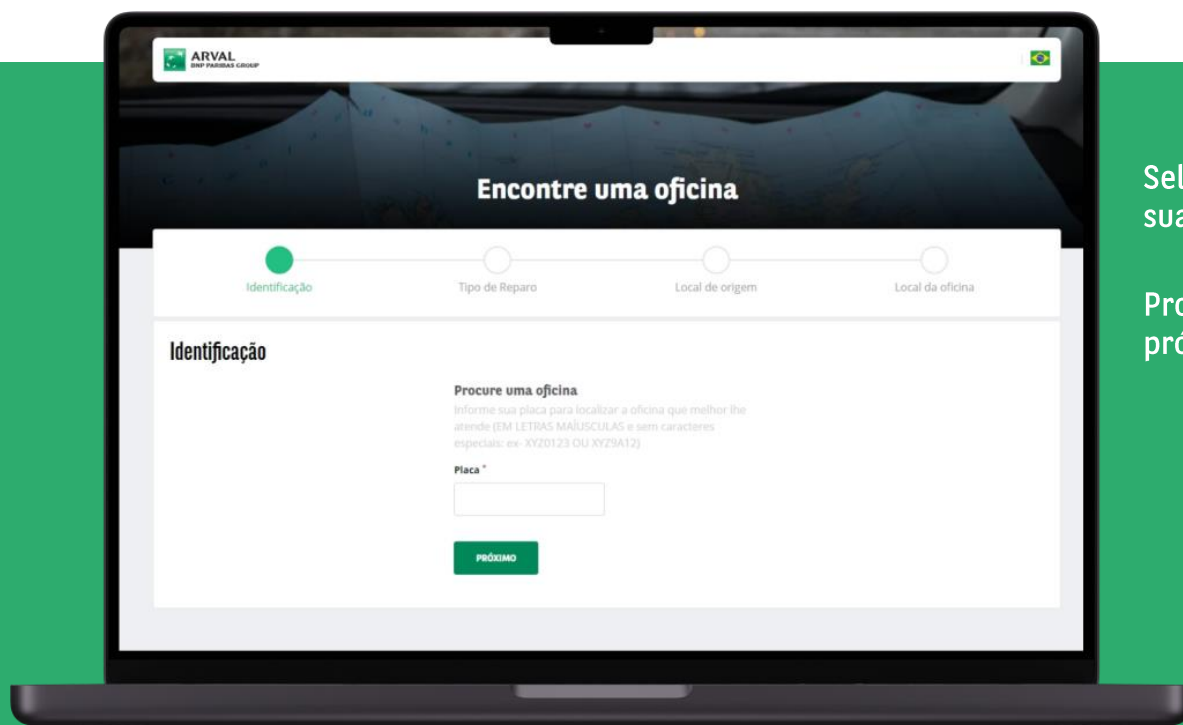 ARVAL
BNP PARIBAS GROUP
Encontre uma oficina
Identificação
Tipo de Reparo
Local de origem
Local da oficina
Identificação
Procure uma oficina
Informe sua placa para localizar a oficina que melhor lhe
atende (EM LETRAS MAÍUSCULAS e sem caracteres
especiais: ex- XYZ0123 OU XYZ9A12)
Placa *
PRÓXIMO
Sel
sua
Pro
pró